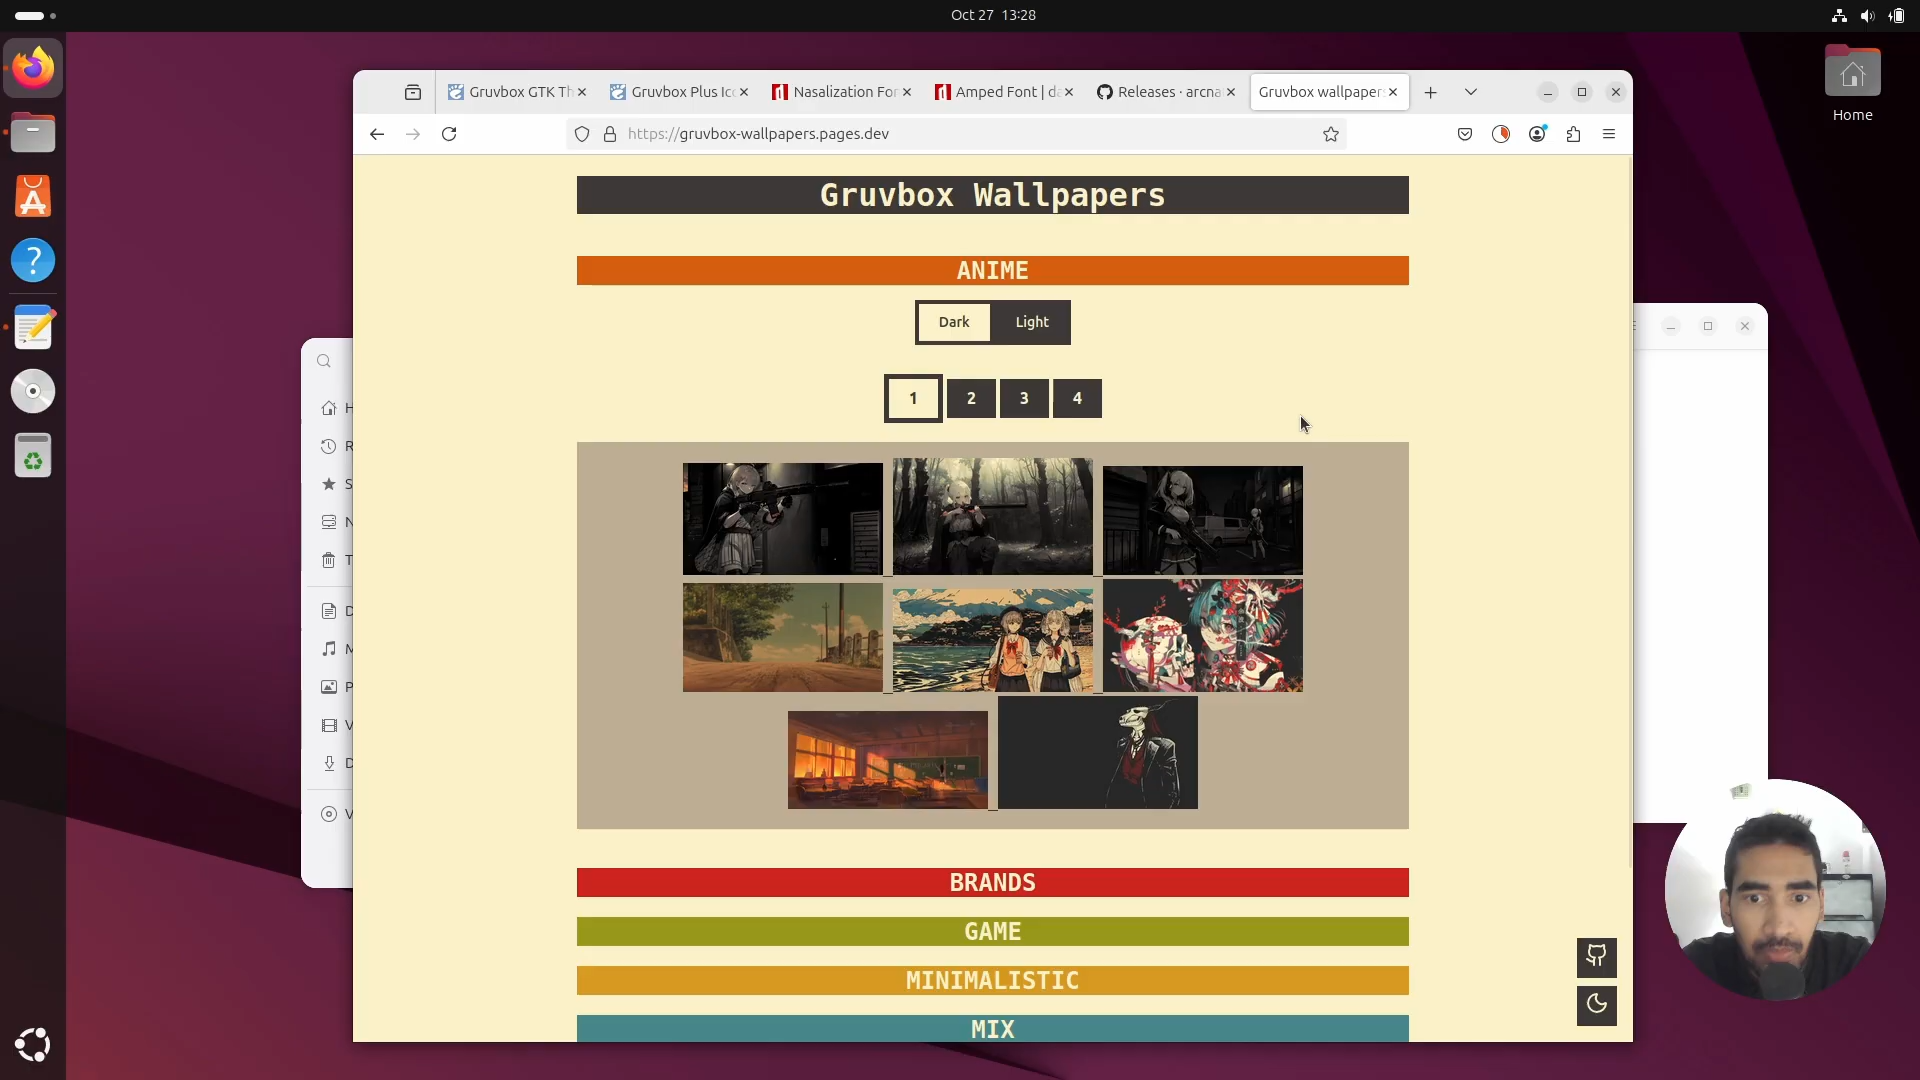 Oct 27 13:28
Home
Gruvbox GTK Th
Gruvbox Plus Ic
Nasalization For
Amped Font | da
Releases · arcna
Gruvbox wallpaper
https://gruvbox-wallpapers.pages.dev
Gruvbox Wallpapers
ANIME
Dark Light
1 2 3 4
H
R
S
N
T
D
M
P
V
D
V
BRANDS
GAME
MINIMALISTIC
MIX